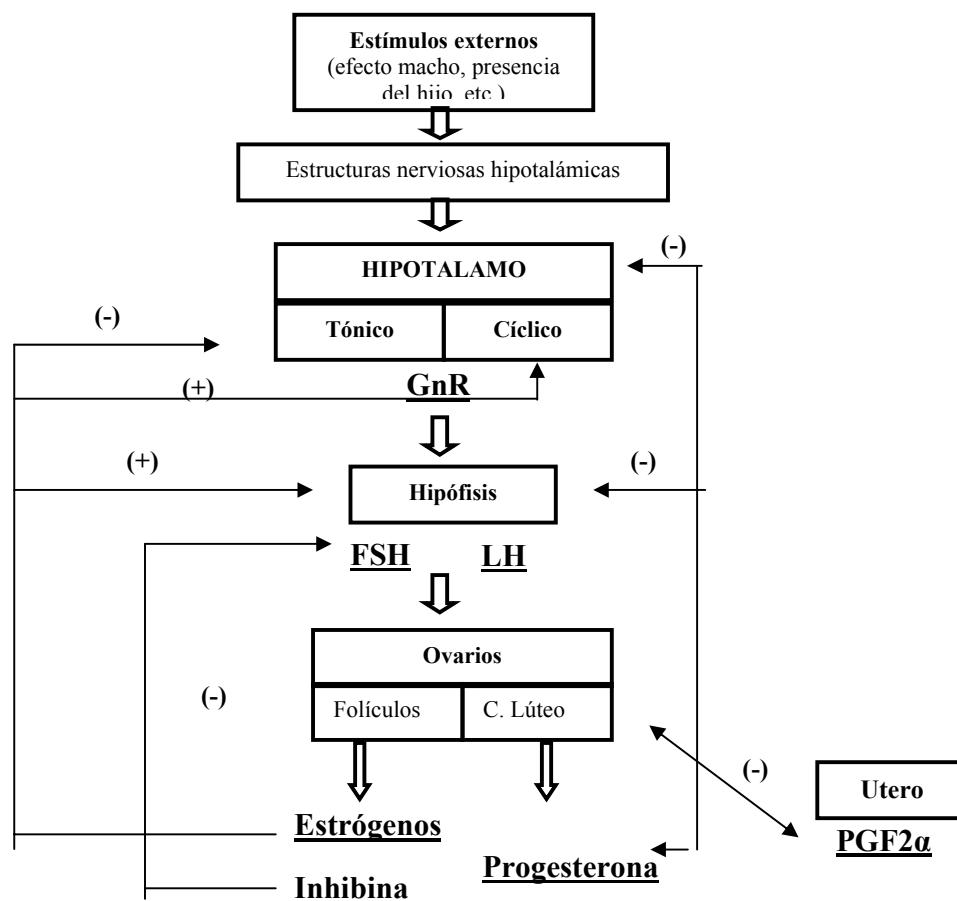 Estímulos externos
(efecto macho, presencia
del hijo, etc.)
Estructuras nerviosas hipotalámicas
(-)
HIPOTALAMO
(-)
Tónico
Cíclico
(+)
GnR
(+)
(-)
Hipófisis
FSH
LH
Ovarios
(-)
Folículos
C. Lúteo
(-)
Utero
Estrógenos
PGF2α
Progesterona
Inhibina